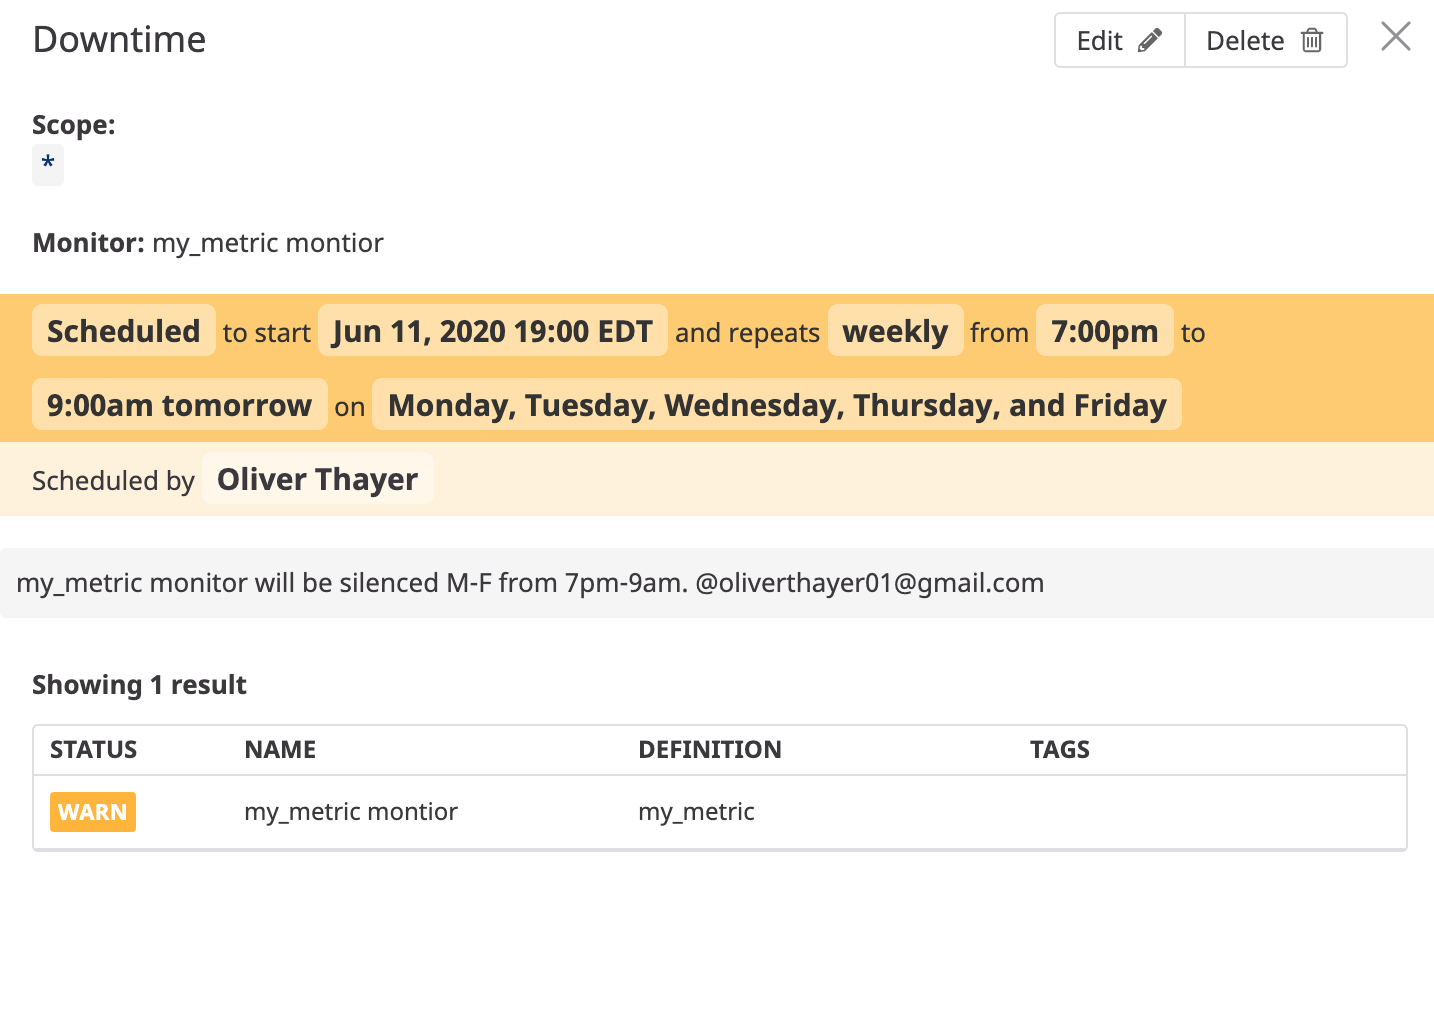 Downtime
Edit Delete
Scope:
*
Monitor: my_metric montior
Scheduled to start Jun 11, 2020 19:00 EDT and repeats weekly from 7:00pm to
9:00am tomorrow on Monday, Tuesday, Wednesday, Thursday, and Friday
Scheduled by Oliver Thayer
my_metric monitor will be silenced M-F from 7pm-9am. @oliverthayer01@gmail.com
Showing 1 result
STATUS NAME DEFINITION TAGS
WARN my_metric montior my_metric